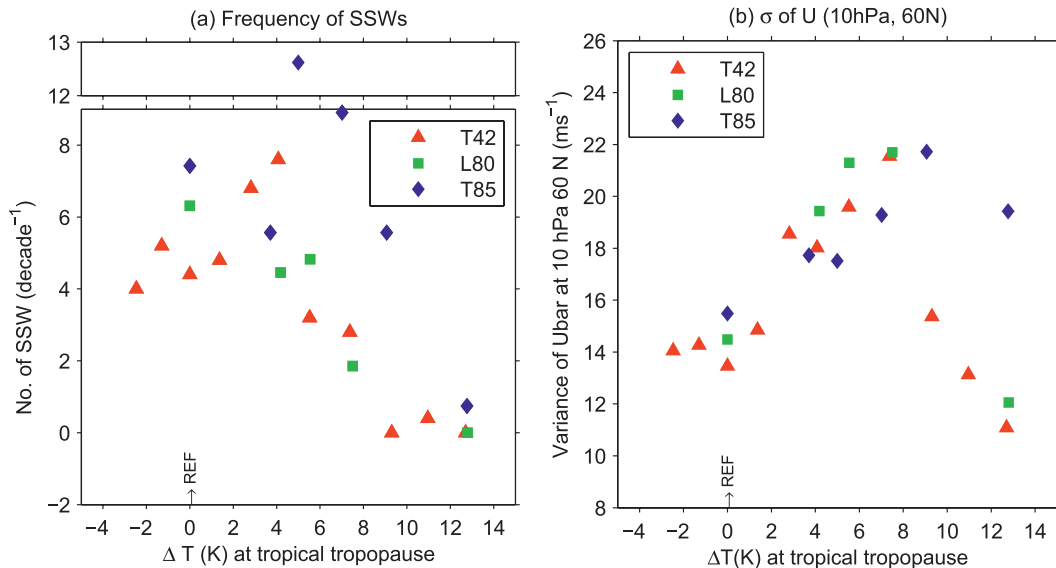 (a) Frequency of SSWs
13
12
8
6
4
2
0
−2
No. of SSW (decade⁻¹)
T42
L80
T85
REF
−4 −2 0 2 4 6 8 10 12 14
Δ T (K) at tropical tropopause
(b) σ of U (10hPa, 60N)
26
24
22
20
18
16
14
12
10
8
Variance of Ubar at 10 hPa 60 N (ms⁻¹)
T42
L80
T85
REF
−4 −2 0 2 4 6 8 10 12 14
ΔT(K) at tropical tropopause